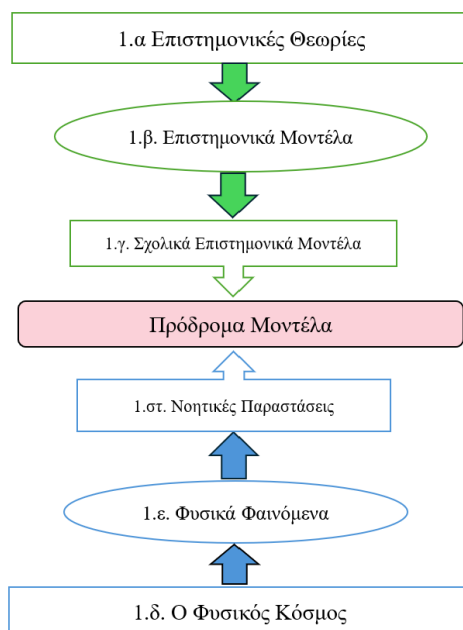 1.α Επιστημονικές Θεωρίες
1.β. Επιστημονικά Μοντέλα
1.γ. Σχολικά Επιστημονικά Μοντέλα
Πρόδρομα Μοντέλα
1.στ. Νοητικές Παραστάσεις
1.ε. Φυσικά Φαινόμενα
1.δ. Ο Φυσικός Κόσμος